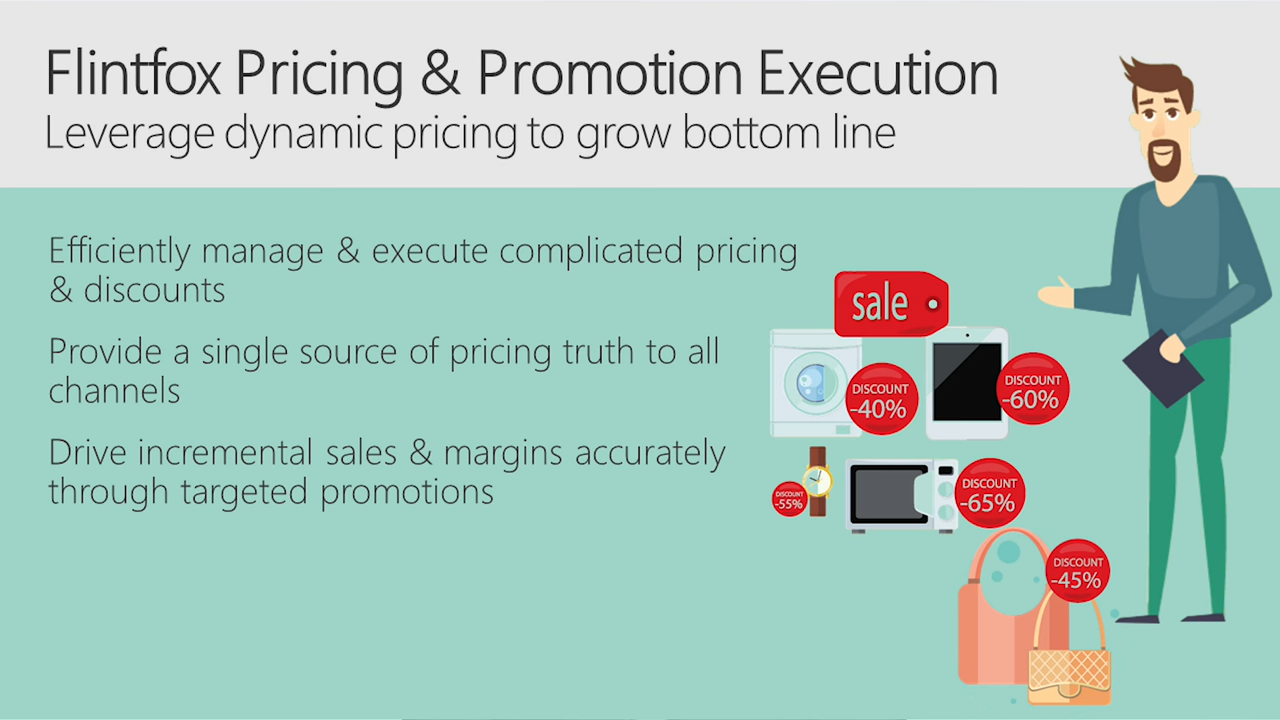 Flintfox Pricing & Promotion Execution
Leverage dynamic pricing to grow bottom line
Efficiently manage & execute complicated pricing
& discounts
Provide a single source of pricing truth to all
channels
Drive incremental sales & margins accurately
through targeted promotions
sale
DISCOUNT
-40%
DISCOUNT
-60%
DISCOUNT
-55%
DISCOUNT
-65%
DISCOUNT
-45%